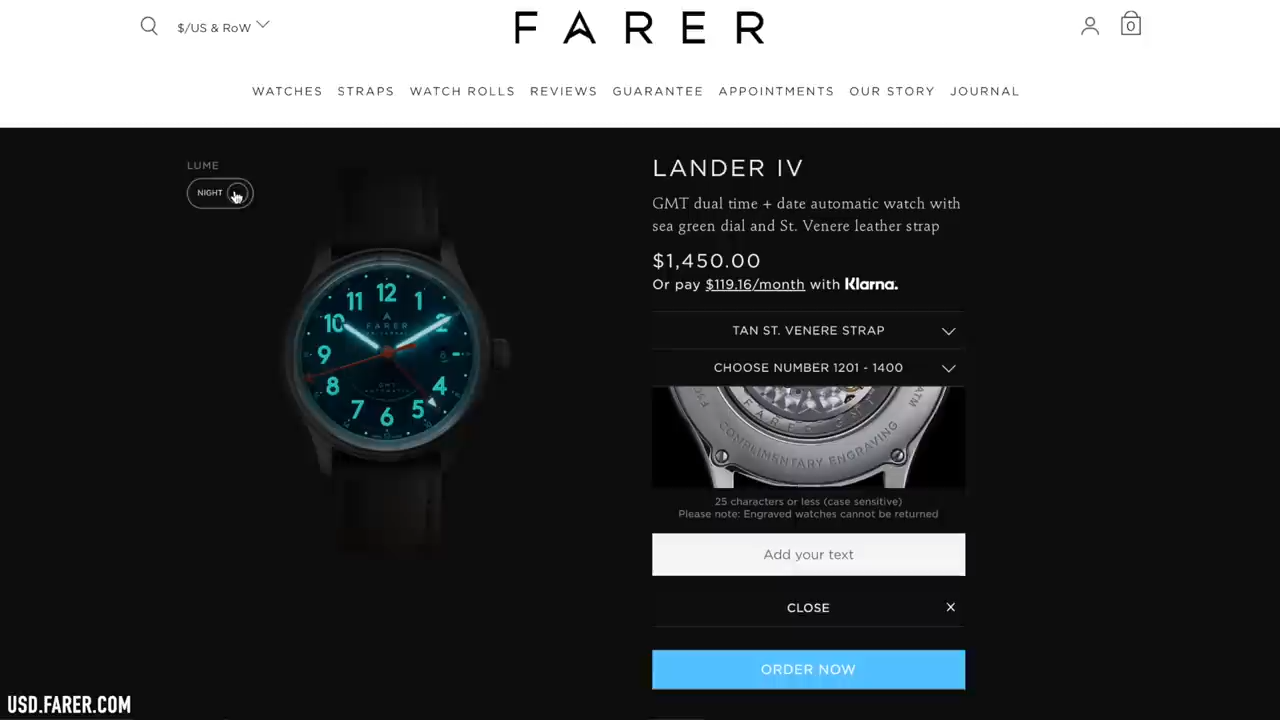 $/US & RoW
FARER
0
WATCHES STRAPS WATCH ROLLS REVIEWS GUARANTEE APPOINTMENTS OUR STORY JOURNAL
LUME
NIGHT
12
11 1
10 2
9
8 4
7 5
6
FARER
GMT
LANDER IV
GMT dual time + date automatic watch with
sea green dial and St. Venere leather strap
$1,450.00
Or pay $119.16/month with Klarna.
TAN ST. VENERE STRAP
CHOOSE NUMBER 1201 - 1400
COMPLIMENTARY ENGRAVING
25 characters or less (case sensitive)
Please note: Engraved watches cannot be returned
Add your text
CLOSE
ORDER NOW
USD.FARER.COM